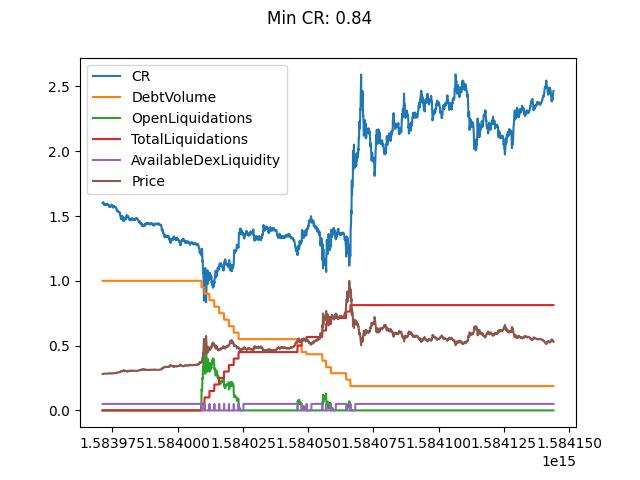 Min CR: 0.84
CR
DebtVolume
OpenLiquidations
TotalLiquidations
AvailableDexLiquidity
Price
2.5
2.0
1.5
1.0
0.5
0.0
1.583975 1.584000 1.584025 1.584050 1.584075 1.584100 1.584125 1.584150
1e15